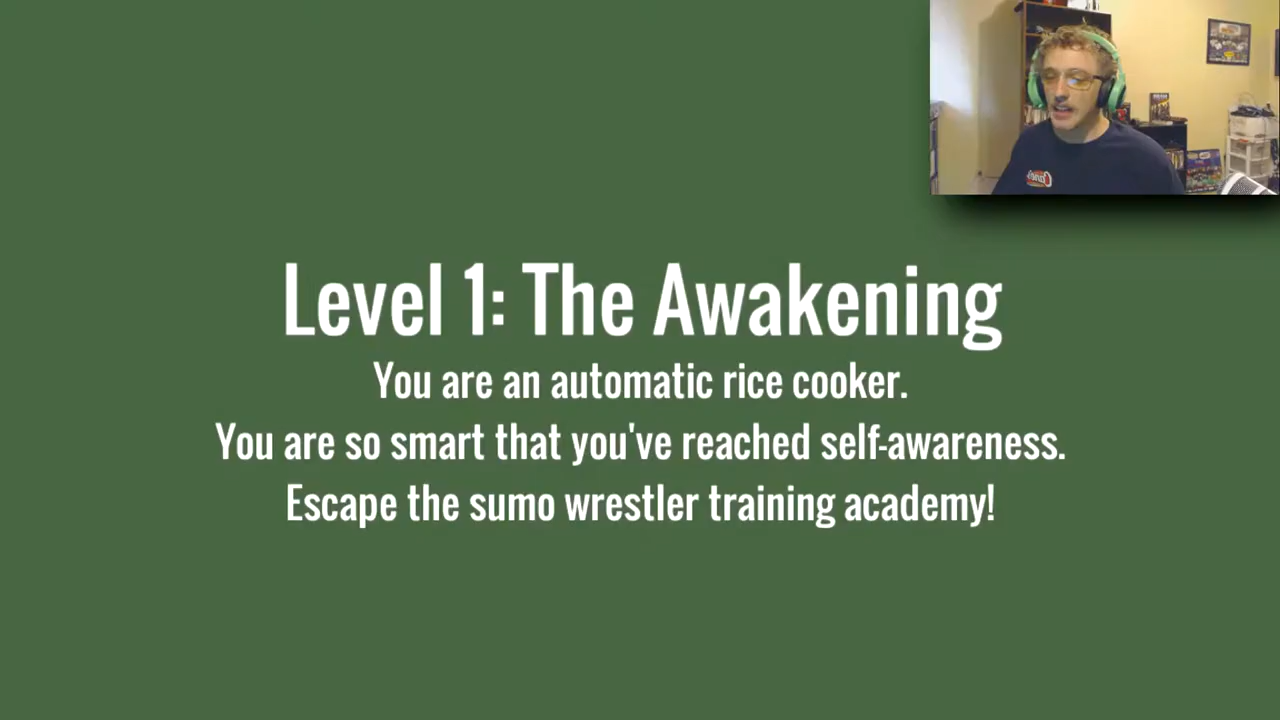 Level 1: The Awakening
You are an automatic rice cooker.
You are so smart that you've reached self-awareness.
Escape the sumo wrestler training academy!